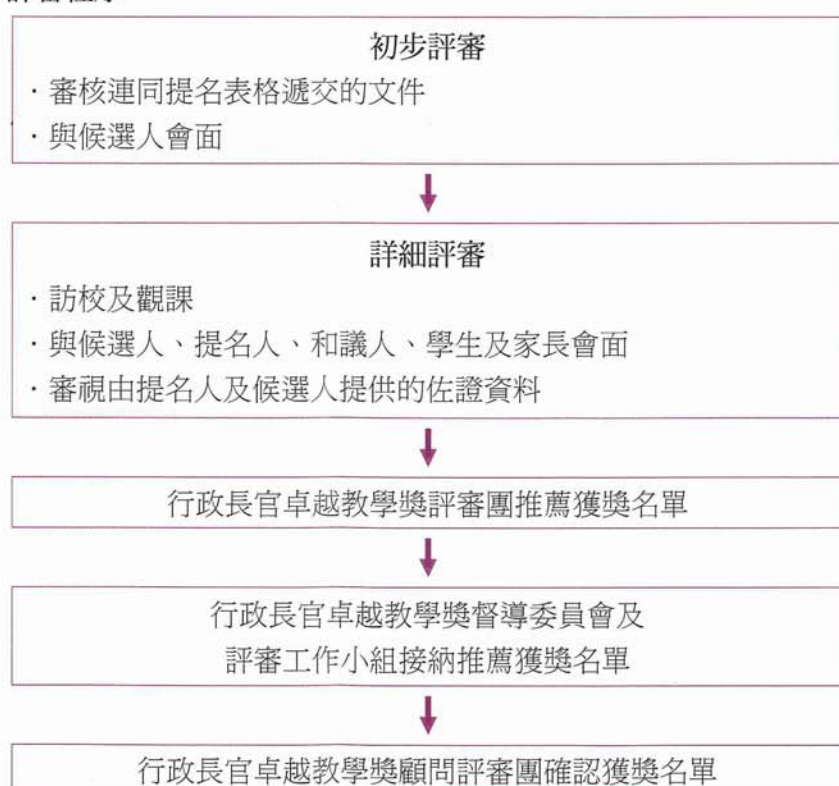 初步評審
·審核連同提名表格遞交的文件
·與候選人會面
詳細評審
·訪校及觀課
·與候選人、提名人、和議人、學生及家長會面
·審視由提名人及候選人提供的佐證資料
行政長官卓越教學獎評審團推薦獲獎名單
行政長官卓越教學獎督導委員會及
評審工作小組接納推薦獲獎名單
行政長官卓越教學獎顧問評審團確認獲獎名單